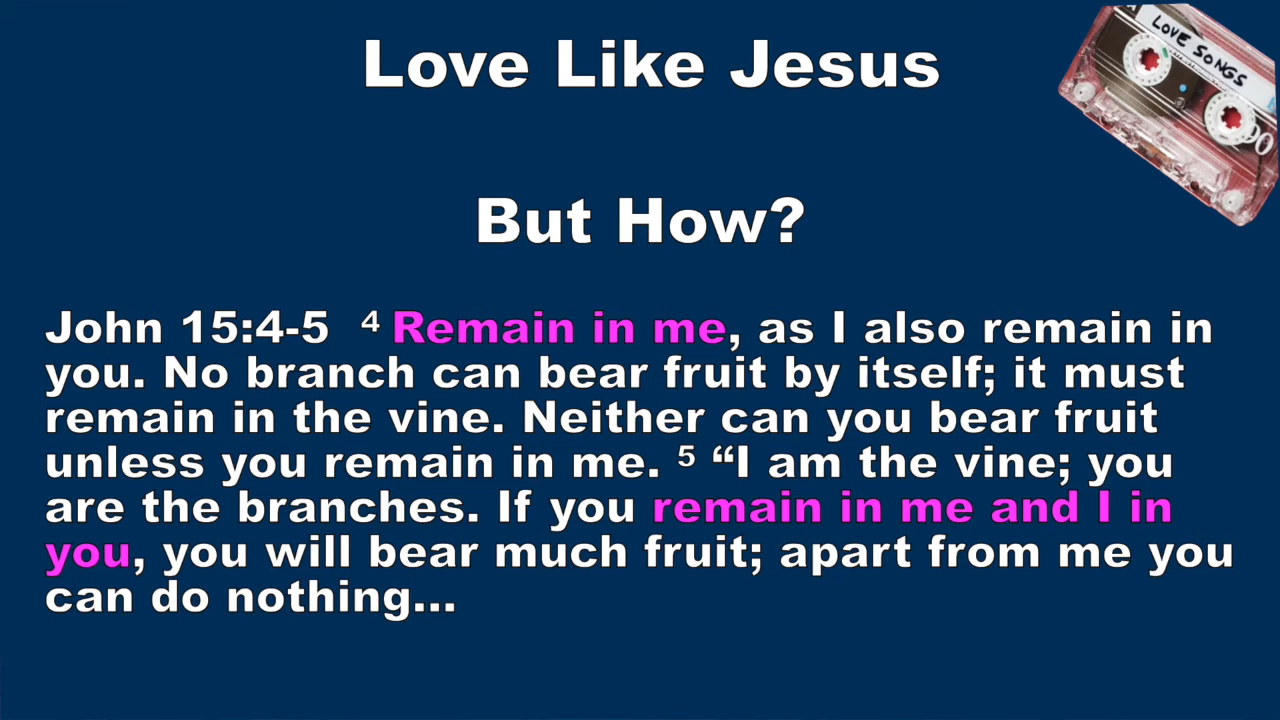 Love Like Jesus
LOVE SONGS
90
But How?
John 15:4-5 ⁴ Remain in me, as I also remain in
you. No branch can bear fruit by itself; it must
remain in the vine. Neither can you bear fruit
unless you remain in me. ⁵ “I am the vine; you
are the branches. If you remain in me and I in
you, you will bear much fruit; apart from me you
can do nothing...